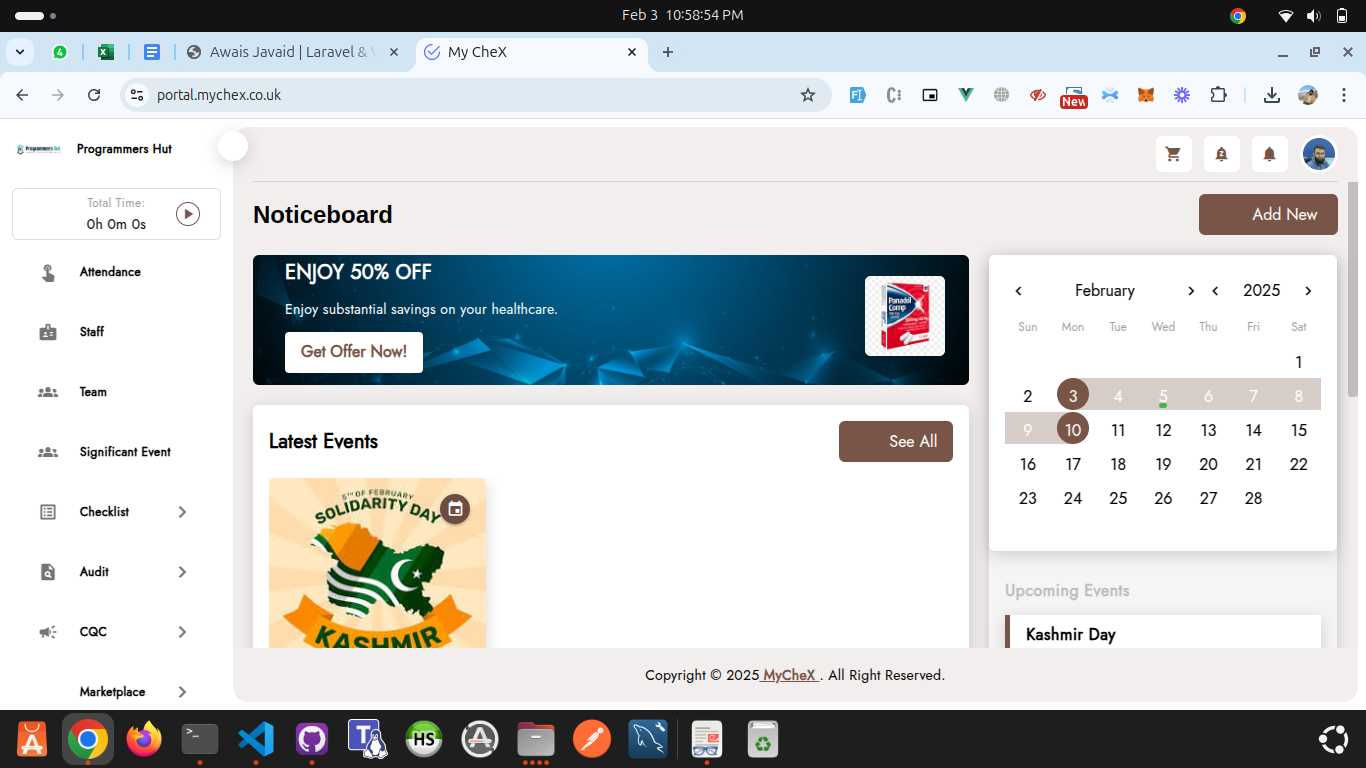 Feb 3 10:58:54 PM
4
Awais Javaid | Laravel &
My CheX
portal.mychex.co.uk
New
Programmers Hut
Programmers Hut
Total Time:
0h 0m 0s
Attendance
Staff
Team
Significant Event
Checklist
Audit
CQC
Marketplace
Noticeboard
Add New
ENJOY 50% OFF
Enjoy substantial savings on your healthcare.
Get Offer Now!
Panadol
Comp
Latest Events
See All
5TH OF FEBRUARY
SOLIDARITY DAY
KASHMIR
February 2025
Sun Mon Tue Wed Thu Fri Sat
1
2 3 4 5 6 7 8
9 10 11 12 13 14 15
16 17 18 19 20 21 22
23 24 25 26 27 28
Upcoming Events
Kashmir Day
Copyright © 2025 MyCheX . All Right Reserved.
HS